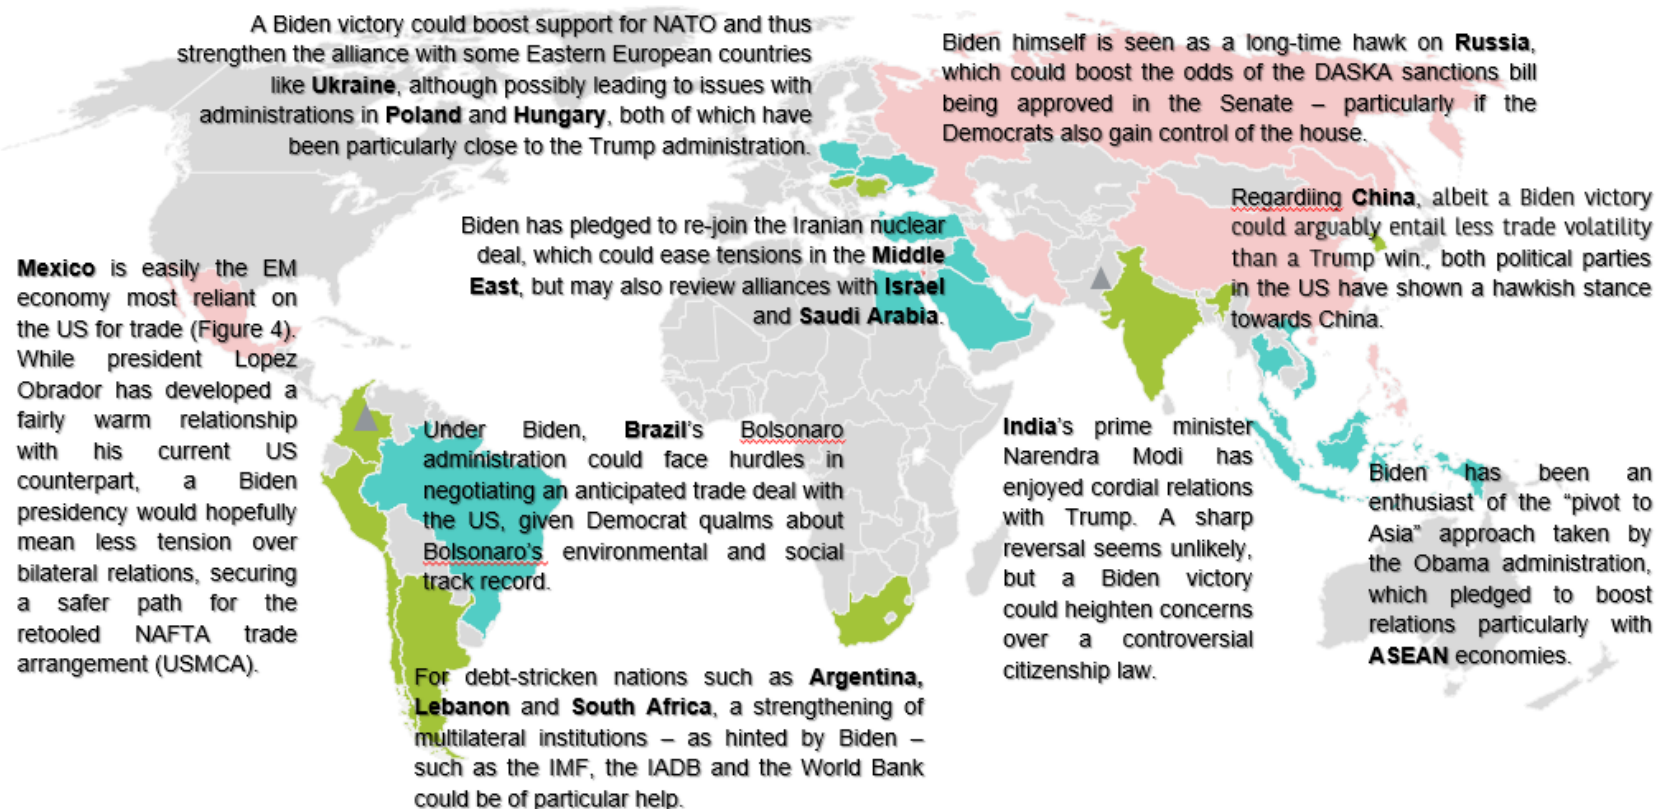 A Biden victory could boost support for NATO and thus
strengthen the alliance with some Eastern European countries
like Ukraine, although possibly leading to issues with
administrations in Poland and Hungary, both of which have
been particularly close to the Trump administration.
Biden himself is seen as a long-time hawk on Russia,
which could boost the odds of the DASKA sanctions bill
being approved in the Senate – particularly if the
Democrats also gain control of the house.
Regardiing China, albeit a Biden victory
could arguably entail less trade volatility
than a Trump win., both political parties
in the US have shown a hawkish stance
towards China.
Biden has pledged to re-join the Iranian nuclear
deal, which could ease tensions in the Middle
East, but may also review alliances with Israel
and Saudi Arabia.
Mexico is easily the EM
economy most reliant on
the US for trade (Figure 4).
While president Lopez
Obrador has developed a
fairly warm relationship
with his current US
counterpart, a Biden
presidency would hopefully
mean less tension over
bilateral relations, securing
a safer path for the
retooled NAFTA trade
arrangement (USMCA).
Under Biden, Brazil's Bolsonaro
administration could face hurdles in
negotiating an anticipated trade deal with
the US, given Democrat qualms about
Bolsonaro's environmental and social
track record.
India's prime minister
Narendra Modi has
enjoyed cordial relations
with Trump. A sharp
reversal seems unlikely,
but a Biden victory
could heighten concerns
over a controversial
citizenship law.
Biden has been an
enthusiast of the “pivot to
Asia” approach taken by
the Obama administration,
which pledged to boost
relations particularly with
ASEAN economies.
For debt-stricken nations such as Argentina,
Lebanon and South Africa, a strengthening of
multilateral institutions – as hinted by Biden –
such as the IMF, the IADB and the World Bank
could be of particular help.